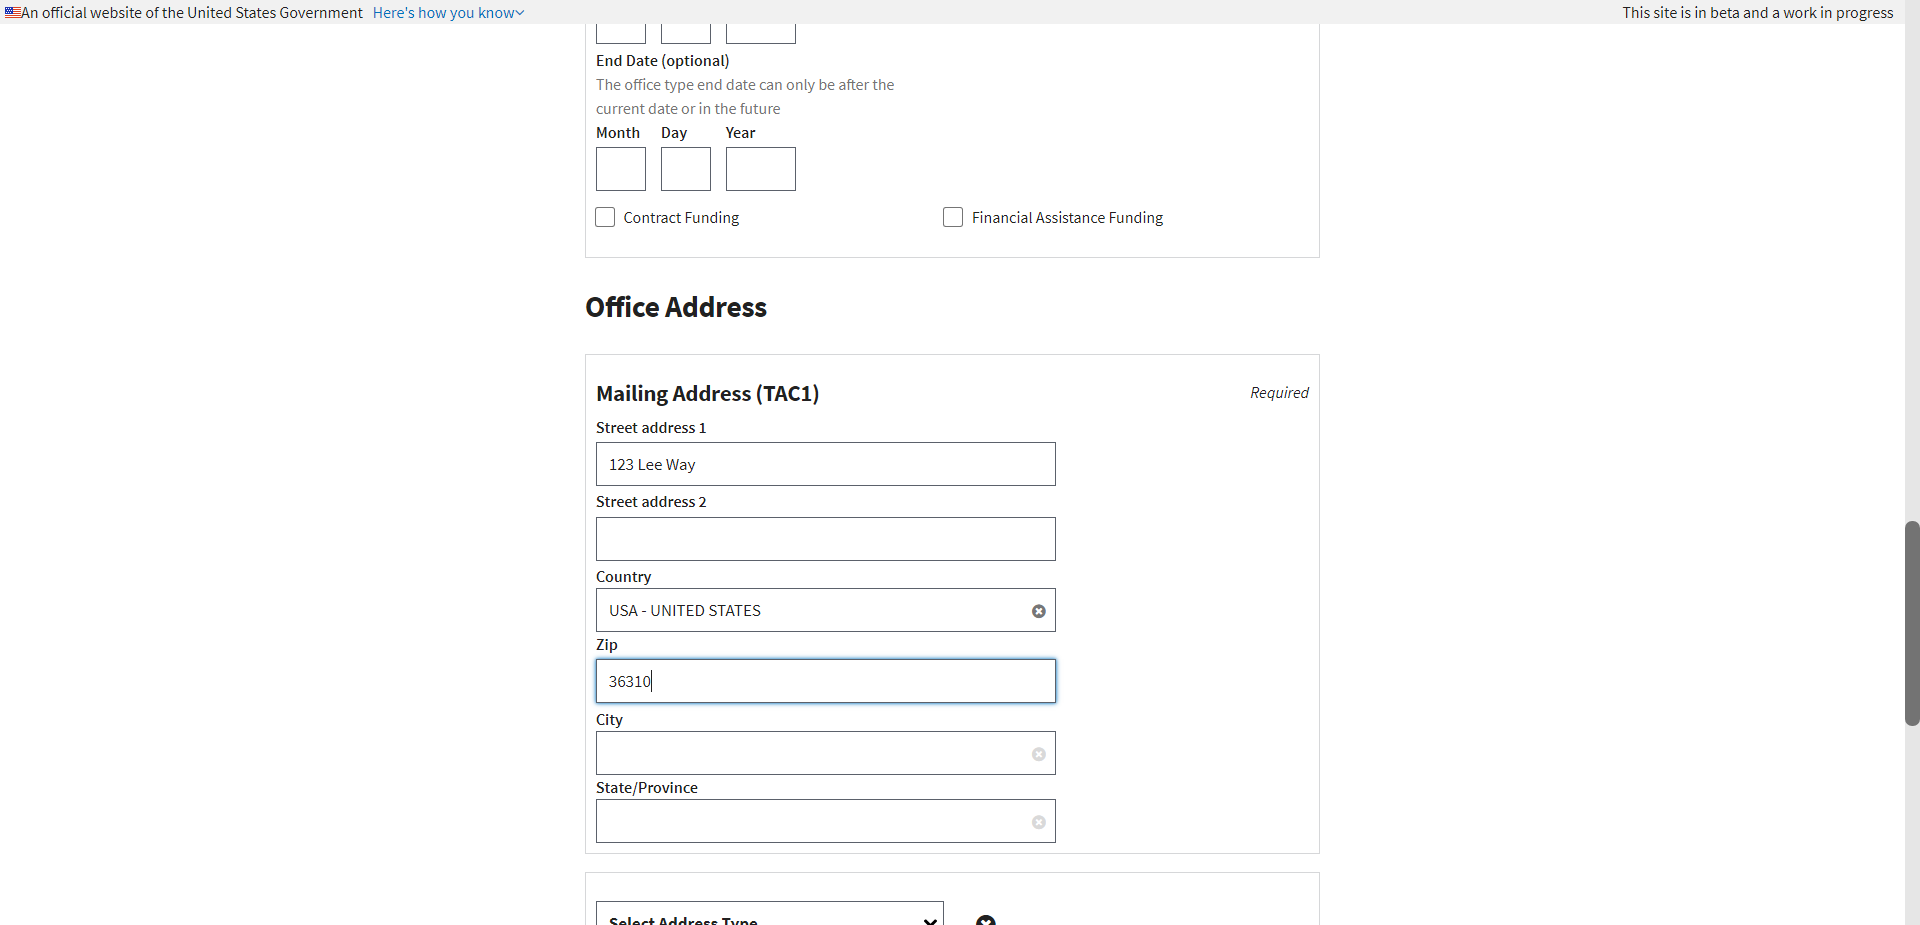 An official website of the United States Government Here's how you know
This site is in beta and a work in progress
End Date (optional)
The office type end date can only be after the
current date or in the future
Month Day Year
Contract Funding Financial Assistance Funding
Office Address
Mailing Address (TAC1) Required
Street address 1
123 Lee Way
Street address 2
Country
USA - UNITED STATES
Zip
36310
City
State/Province
Select Address Type